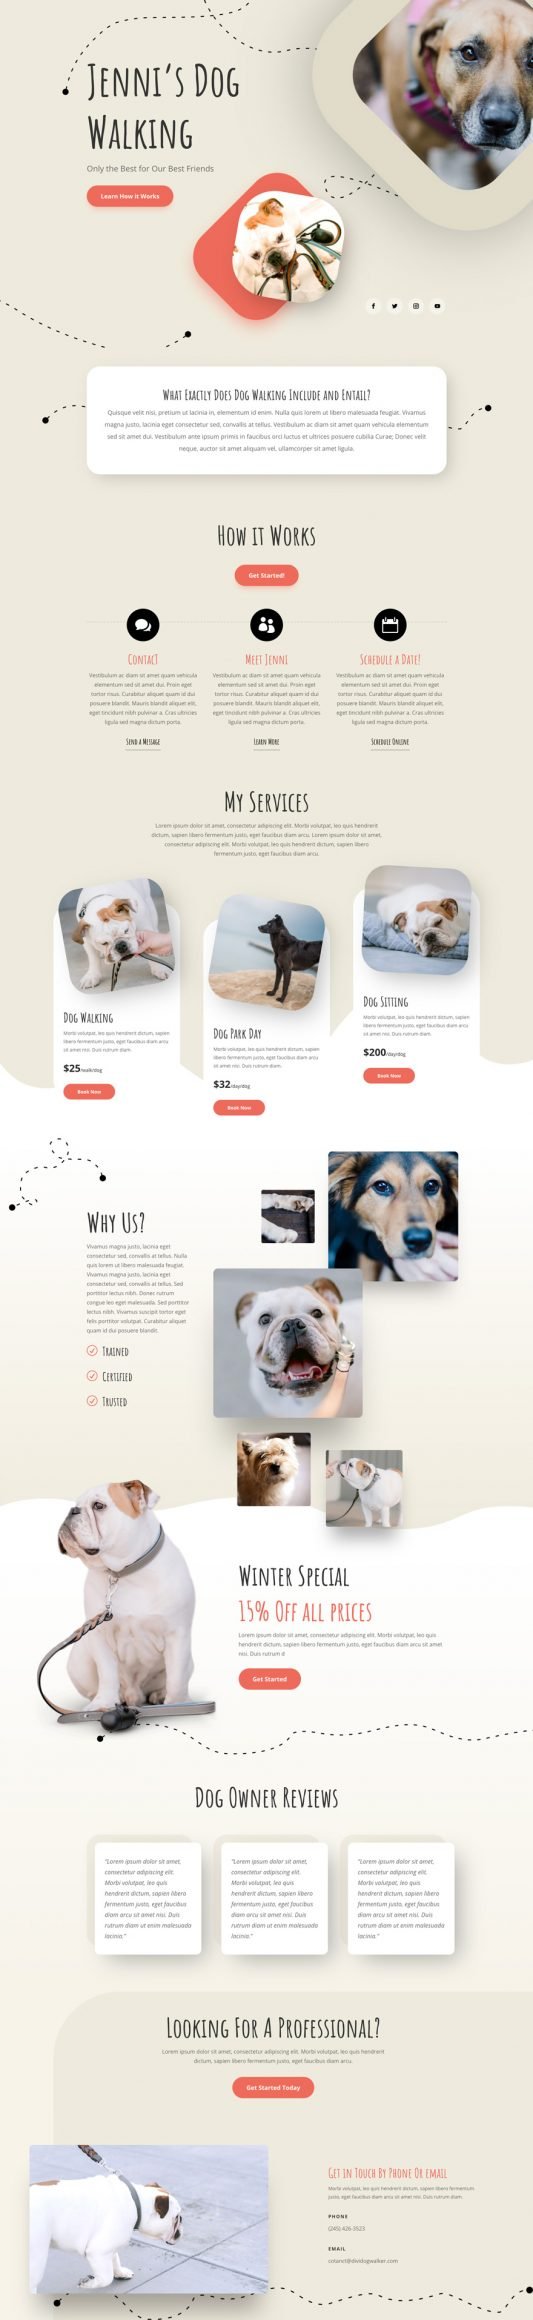 Jenni's Dog
Walking
Only the Best for Our Best Friends
Learn How it Works
What Exactly Does Dog Walking Include and Entail?
Quisque velit nisi, pretium ut lacinia in, elementum id enim. Nulla quis lorem ut libero malesuada feugiat. Vivamus
magna justo, lacinia eget consectetur sed, convallis at tellus. Vestibulum ac diam sit amet quam vehicula elementum
sed sit amet dui. Vestibulum ante ipsum primis in faucibus orci luctus et ultrices posuere cubilia Curae; Donec velit
neque, auctor sit amet aliquam vel, ullamcorper sit amet ligula.
How it Works
Get Started!
Contact
Vestibulum ac diam sit amet quam vehicula
elementum sed sit amet dui. Proin eget
tortor risus. Curabitur aliquet quam id dui
posuere blandit. Mauris blandit aliquet elit,
eget tincidunt nibh pulvinar a. Cras ultricies
ligula sed magna dictum porta.
Send a Message
Meet Jenni
Vestibulum ac diam sit amet quam vehicula
elementum sed sit amet dui. Proin eget
tortor risus. Curabitur aliquet quam id dui
posuere blandit. Mauris blandit aliquet elit,
eget tincidunt nibh pulvinar a. Cras ultricies
ligula sed magna dictum porta.
Learn More
Schedule a Date!
Vestibulum ac diam sit amet quam vehicula
elementum sed sit amet dui. Proin eget
tortor risus. Curabitur aliquet quam id dui
posuere blandit. Mauris blandit aliquet elit,
eget tincidunt nibh pulvinar a. Cras ultricies
ligula sed magna dictum porta.
Schedule Online
My Services
Lorem ipsum dolor sit amet, consectetur adipiscing elit. Morbi volutpat, leo quis hendrerit
dictum, sapien libero fermentum justo, eget faucibus diam arcu. Lorem ipsum dolor sit amet,
consectetur adipiscing elit. Morbi volutpat, leo quis hendrerit dictum, sapien libero
fermentum justo, eget faucibus diam arcu.
Dog Walking
Morbi volutpat, leo quis hendrerit dictum, sapien
libero fermentum justo, eget faucibus diam arcu
sit amet nisi. Duis rutrum diam.
$25/walk/dog
Book Now
Dog Park Day
Morbi volutpat, leo quis hendrerit dictum, sapien
libero fermentum justo, eget faucibus diam arcu
sit amet nisi. Duis rutrum diam.
$32/day/dog
Book Now
Dog Sitting
Morbi volutpat, leo quis hendrerit dictum, sapien
libero fermentum justo, eget faucibus diam arcu
sit amet nisi. Duis rutrum diam.
$200/day/dog
Book Now
Why Us?
Vivamus magna justo, lacinia eget
consectetur sed, convallis at tellus. Nulla
quis lorem ut libero malesuada feugiat.
Vivamus magna justo, lacinia eget
consectetur sed, convallis at tellus. Sed
porttitor lectus nibh. Donec rutrum
congue leo eget malesuada. Sed porttitor
lectus nibh. Vivamus suscipit tortor eget
felis porttitor volutpat. Curabitur aliquet
quam id dui posuere blandit.
Trained
Certified
Trusted
Winter Special
15% Off all prices
Lorem ipsum dolor sit amet, consectetur adipiscing elit. Morbi volutpat, leo quis
hendrerit dictum, sapien libero fermentum justo, eget faucibus diam arcu sit amet
nisi. Duis rutrum d
Get Started
Dog Owner Reviews
"Lorem ipsum dolor sit amet,
consectetur adipiscing elit.
Morbi volutpat, leo quis
hendrerit dictum, sapien libero
fermentum justo, eget faucibus
diam arcu sit amet nisi. Duis
rutrum diam ut enim malesuada
lacinia."
"Lorem ipsum dolor sit amet,
consectetur adipiscing elit.
Morbi volutpat, leo quis
hendrerit dictum, sapien libero
fermentum justo, eget faucibus
diam arcu sit amet nisi. Duis
rutrum diam ut enim malesuada
lacinia."
"Lorem ipsum dolor sit amet,
consectetur adipiscing elit.
Morbi volutpat, leo quis
hendrerit dictum, sapien libero
fermentum justo, eget faucibus
diam arcu sit amet nisi. Duis
rutrum diam ut enim malesuada
lacinia."
Looking For A Professional?
Lorem ipsum dolor sit amet, consectetur adipiscing elit. Morbi volutpat, leo quis hendrerit
dictum, sapien libero fermentum justo, eget faucibus diam arcu.
Get Started Today
Get in Touch By Phone Or email
Morbi volutpat, leo quis hendrerit dictum, sapien libero fermentum
justo, eget faucibus diam arcu sit amet nisi. Duis rutrum diam.
PHONE
(245) 426-3523
EMAIL
cotanct@dividogwalker.com